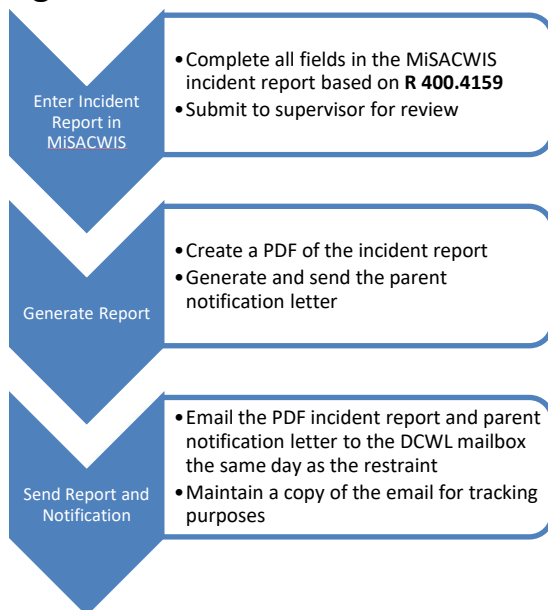 Enter Incident
Report in
MiSACWIS
•Complete all fields in the MiSACWIS
incident report based on R 400.4159
•Submit to supervisor for review
Generate Report
•Create a PDF of the incident report
•Generate and send the parent
notification letter
Send Report and
Notification
•Email the PDF incident report and parent
notification letter to the DCWL mailbox
the same day as the restraint
•Maintain a copy of the email for tracking
purposes